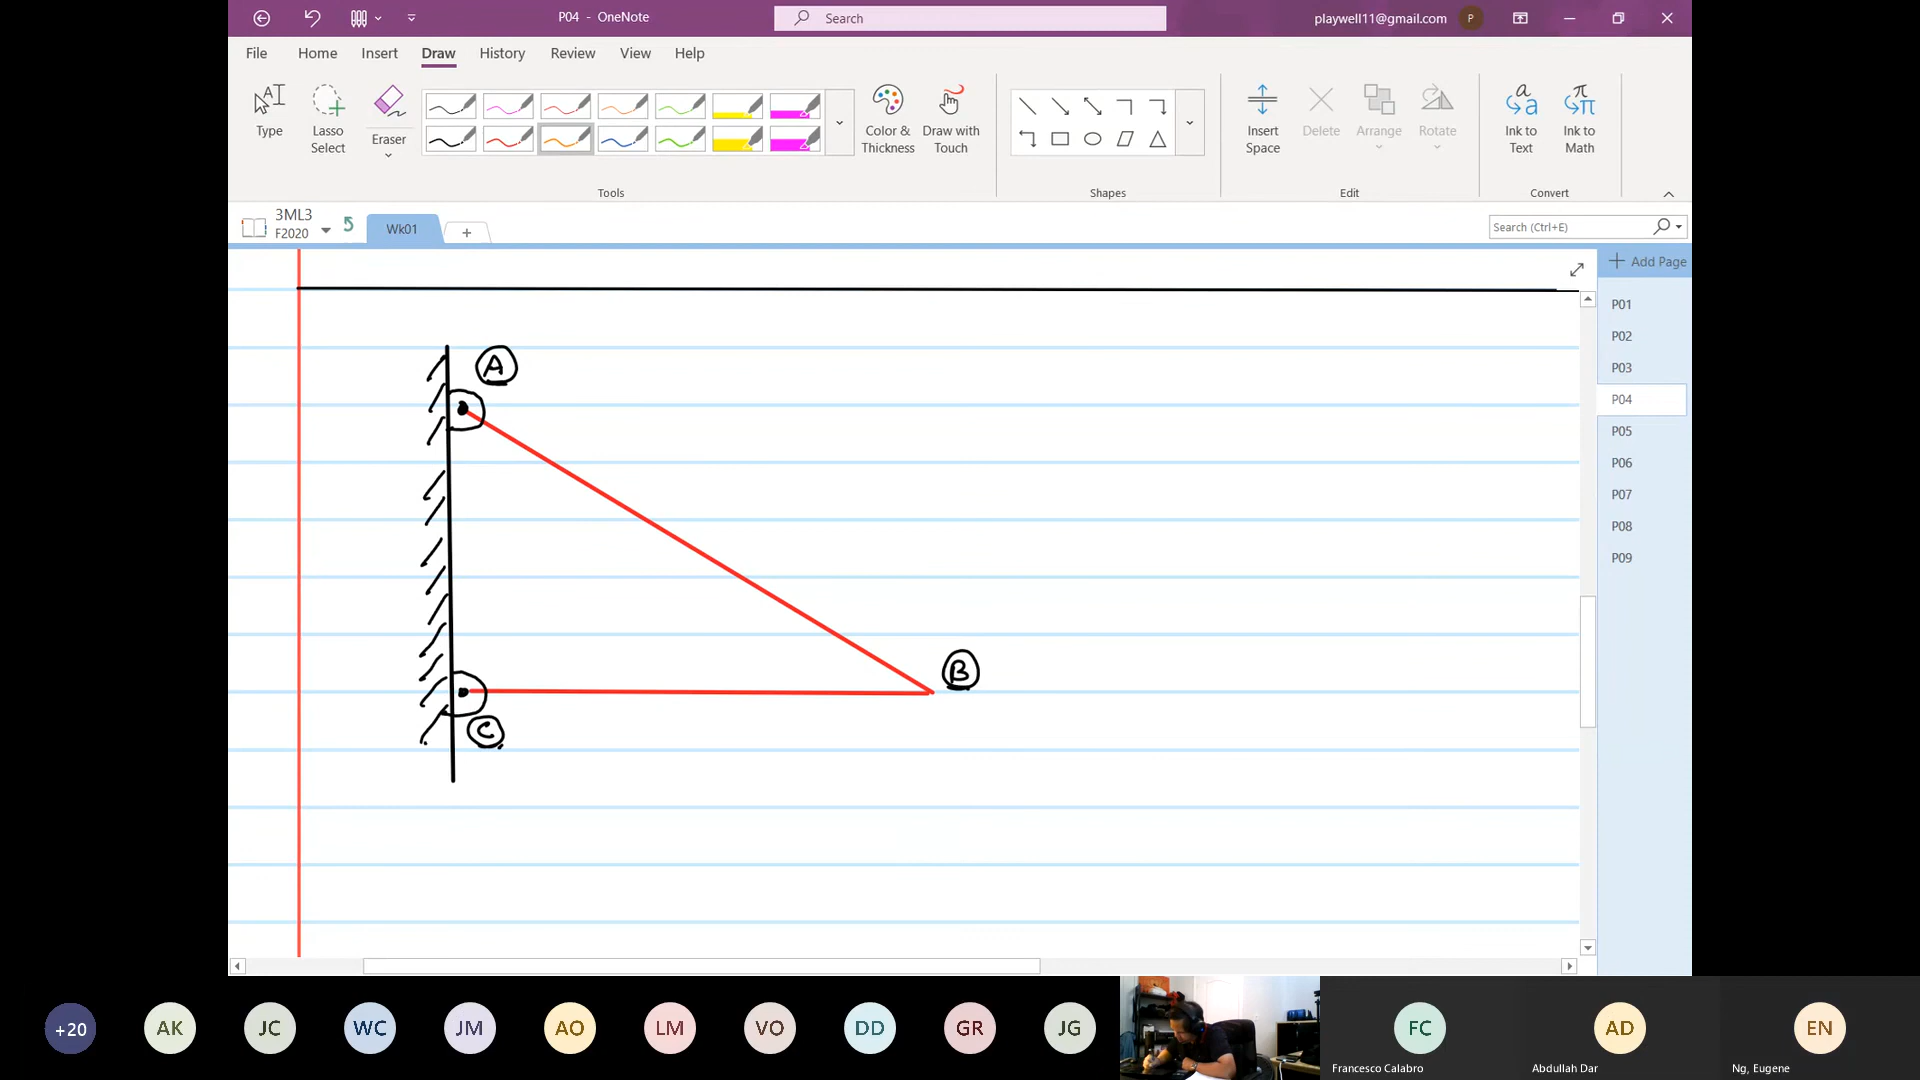 P04 - OneNote
Search
playwell11@gmail.com
P
File
Home
Insert
Draw
History
Review
View
Help
Type
Lasso
Select
Eraser
Color &
Thickness
Draw with
Touch
Insert
Space
Delete
Arrange
Rotate
Ink to
Text
Ink to
Math
Tools
Shapes
Edit
Convert
3ML3
F2020
Wk01
+
Search (Ctrl+E)
Add Page
P01
P02
P03
P04
P05
P06
P07
P08
P09
A
B
C
+20
AK
JC
WC
JM
AO
LM
VO
DD
GR
JG
FC
Francesco Calabro
AD
Abdullah Dar
EN
Ng, Eugene